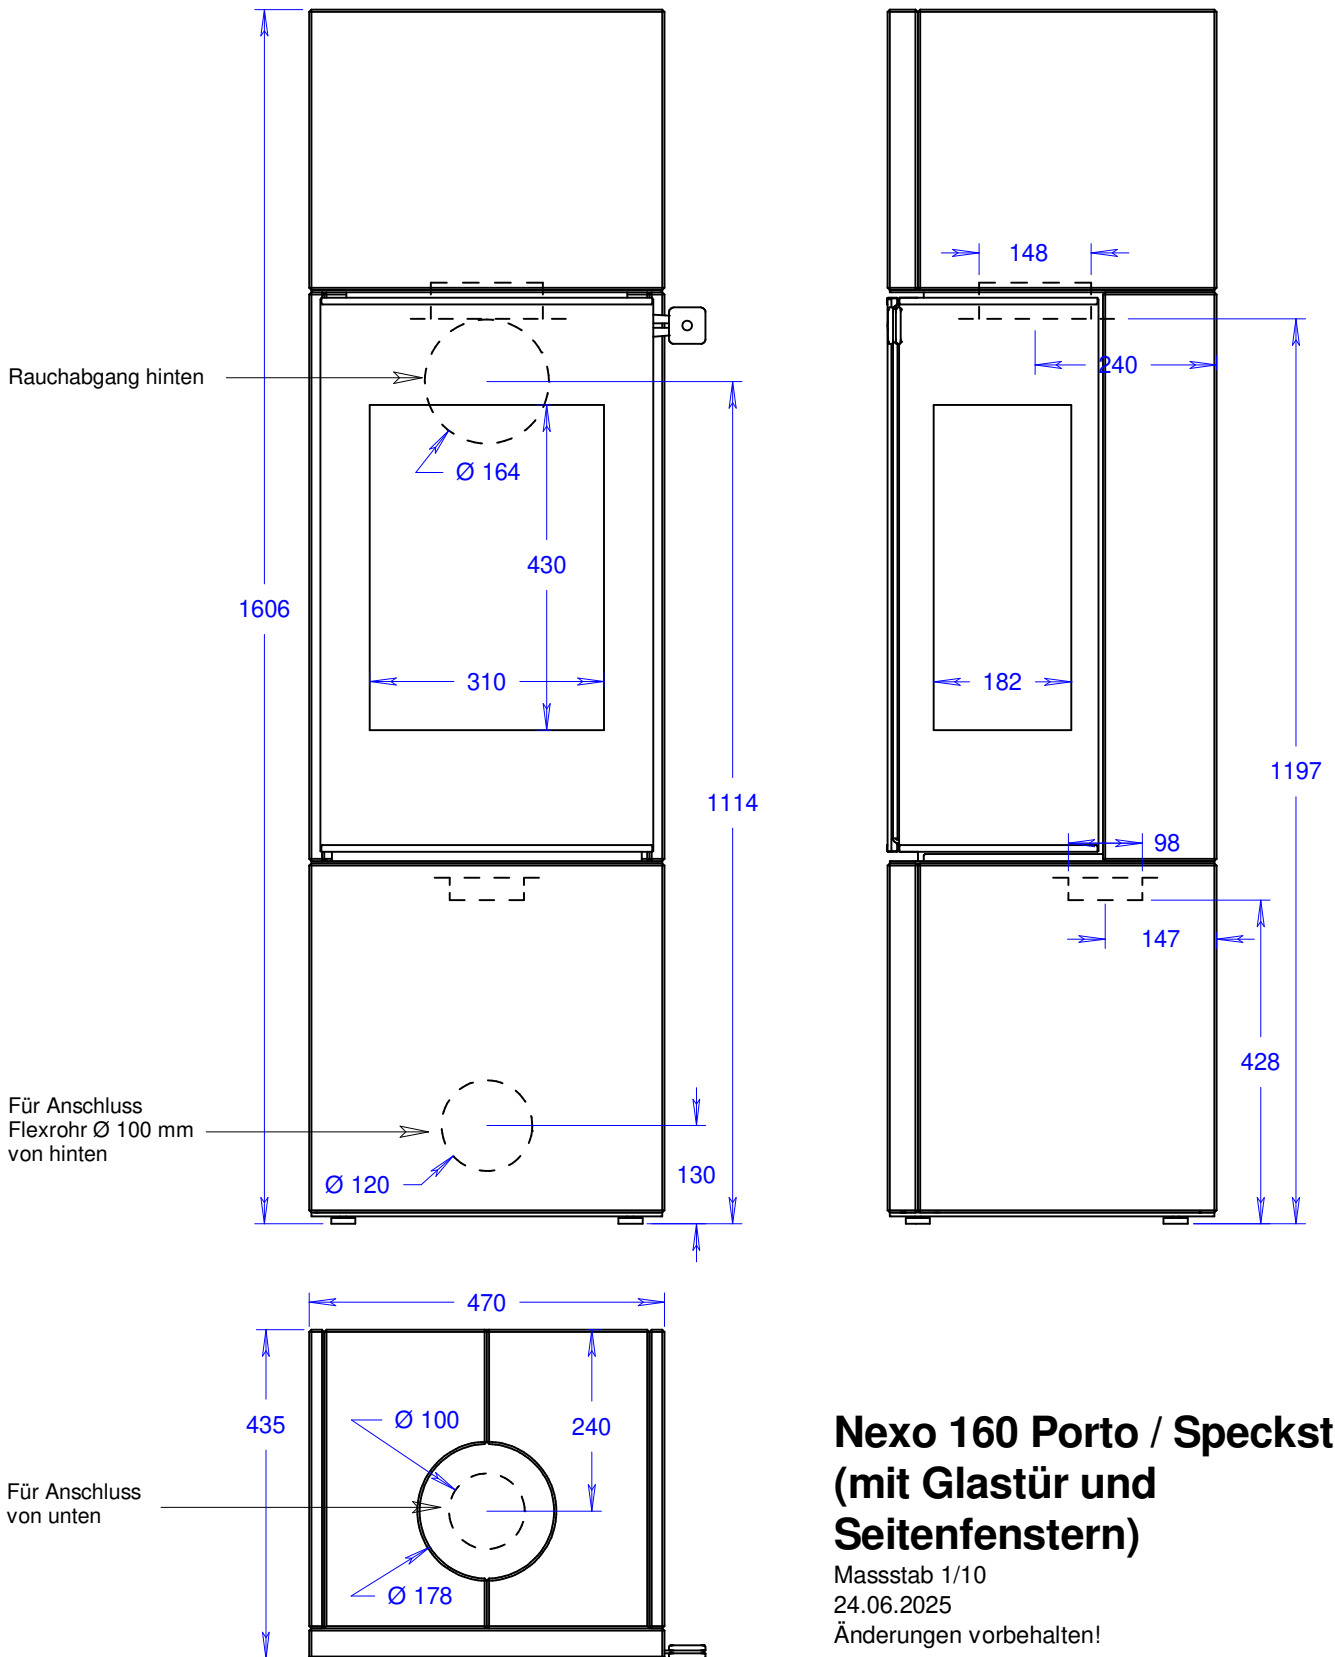 148
240
Rauchabgang hinten
Ø 164
430
1606
310
182
1114
1197
98
147
428
Für Anschluss
Flexrohr Ø 100 mm
von hinten
Ø 120
130
470
435
Ø 100
240
Für Anschluss
von unten
Ø 178
Nexo 160 Porto / Speckst
(mit Glastür und
Seitenfenstern)
Massstab 1/10
24.06.2025
Änderungen vorbehalten!